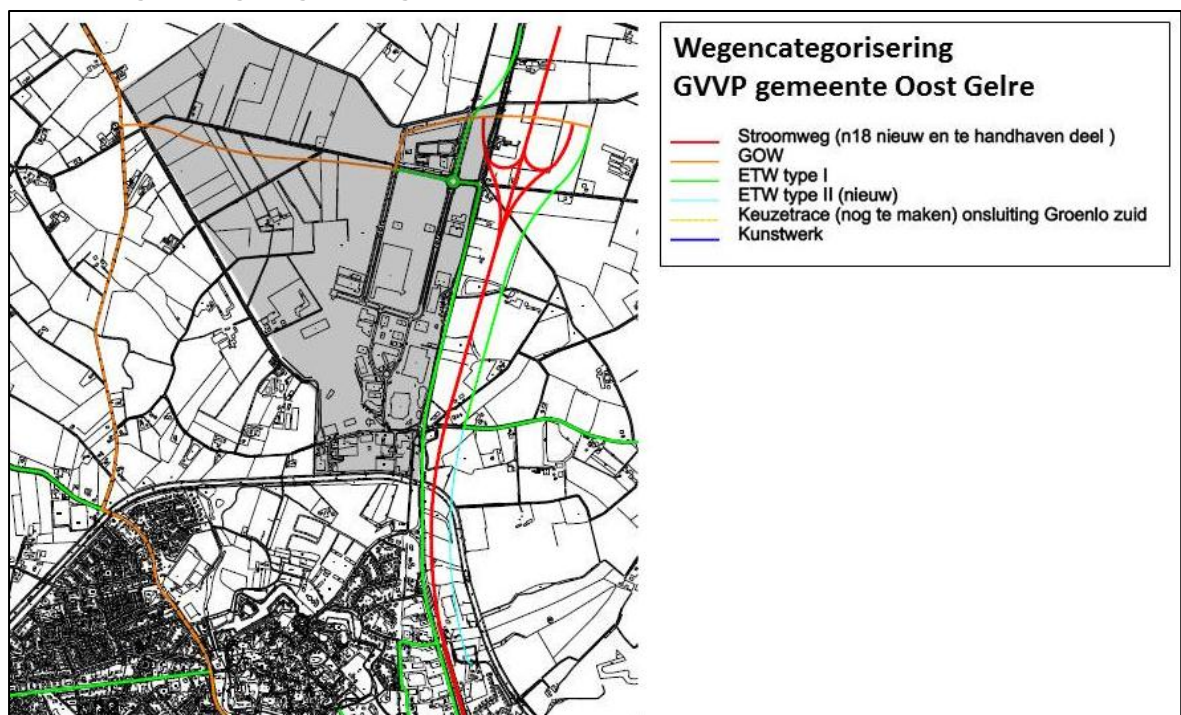 Wegencategorisering
GVVP gemeente Oost Gelre
Stroomweg (n18 nieuw en te handhaven deel )
GOW
ETW type I
ETW type II (nieuw)
Keuzetrace (nog te maken) onsluiting Groenlo zuid
Kunstwerk